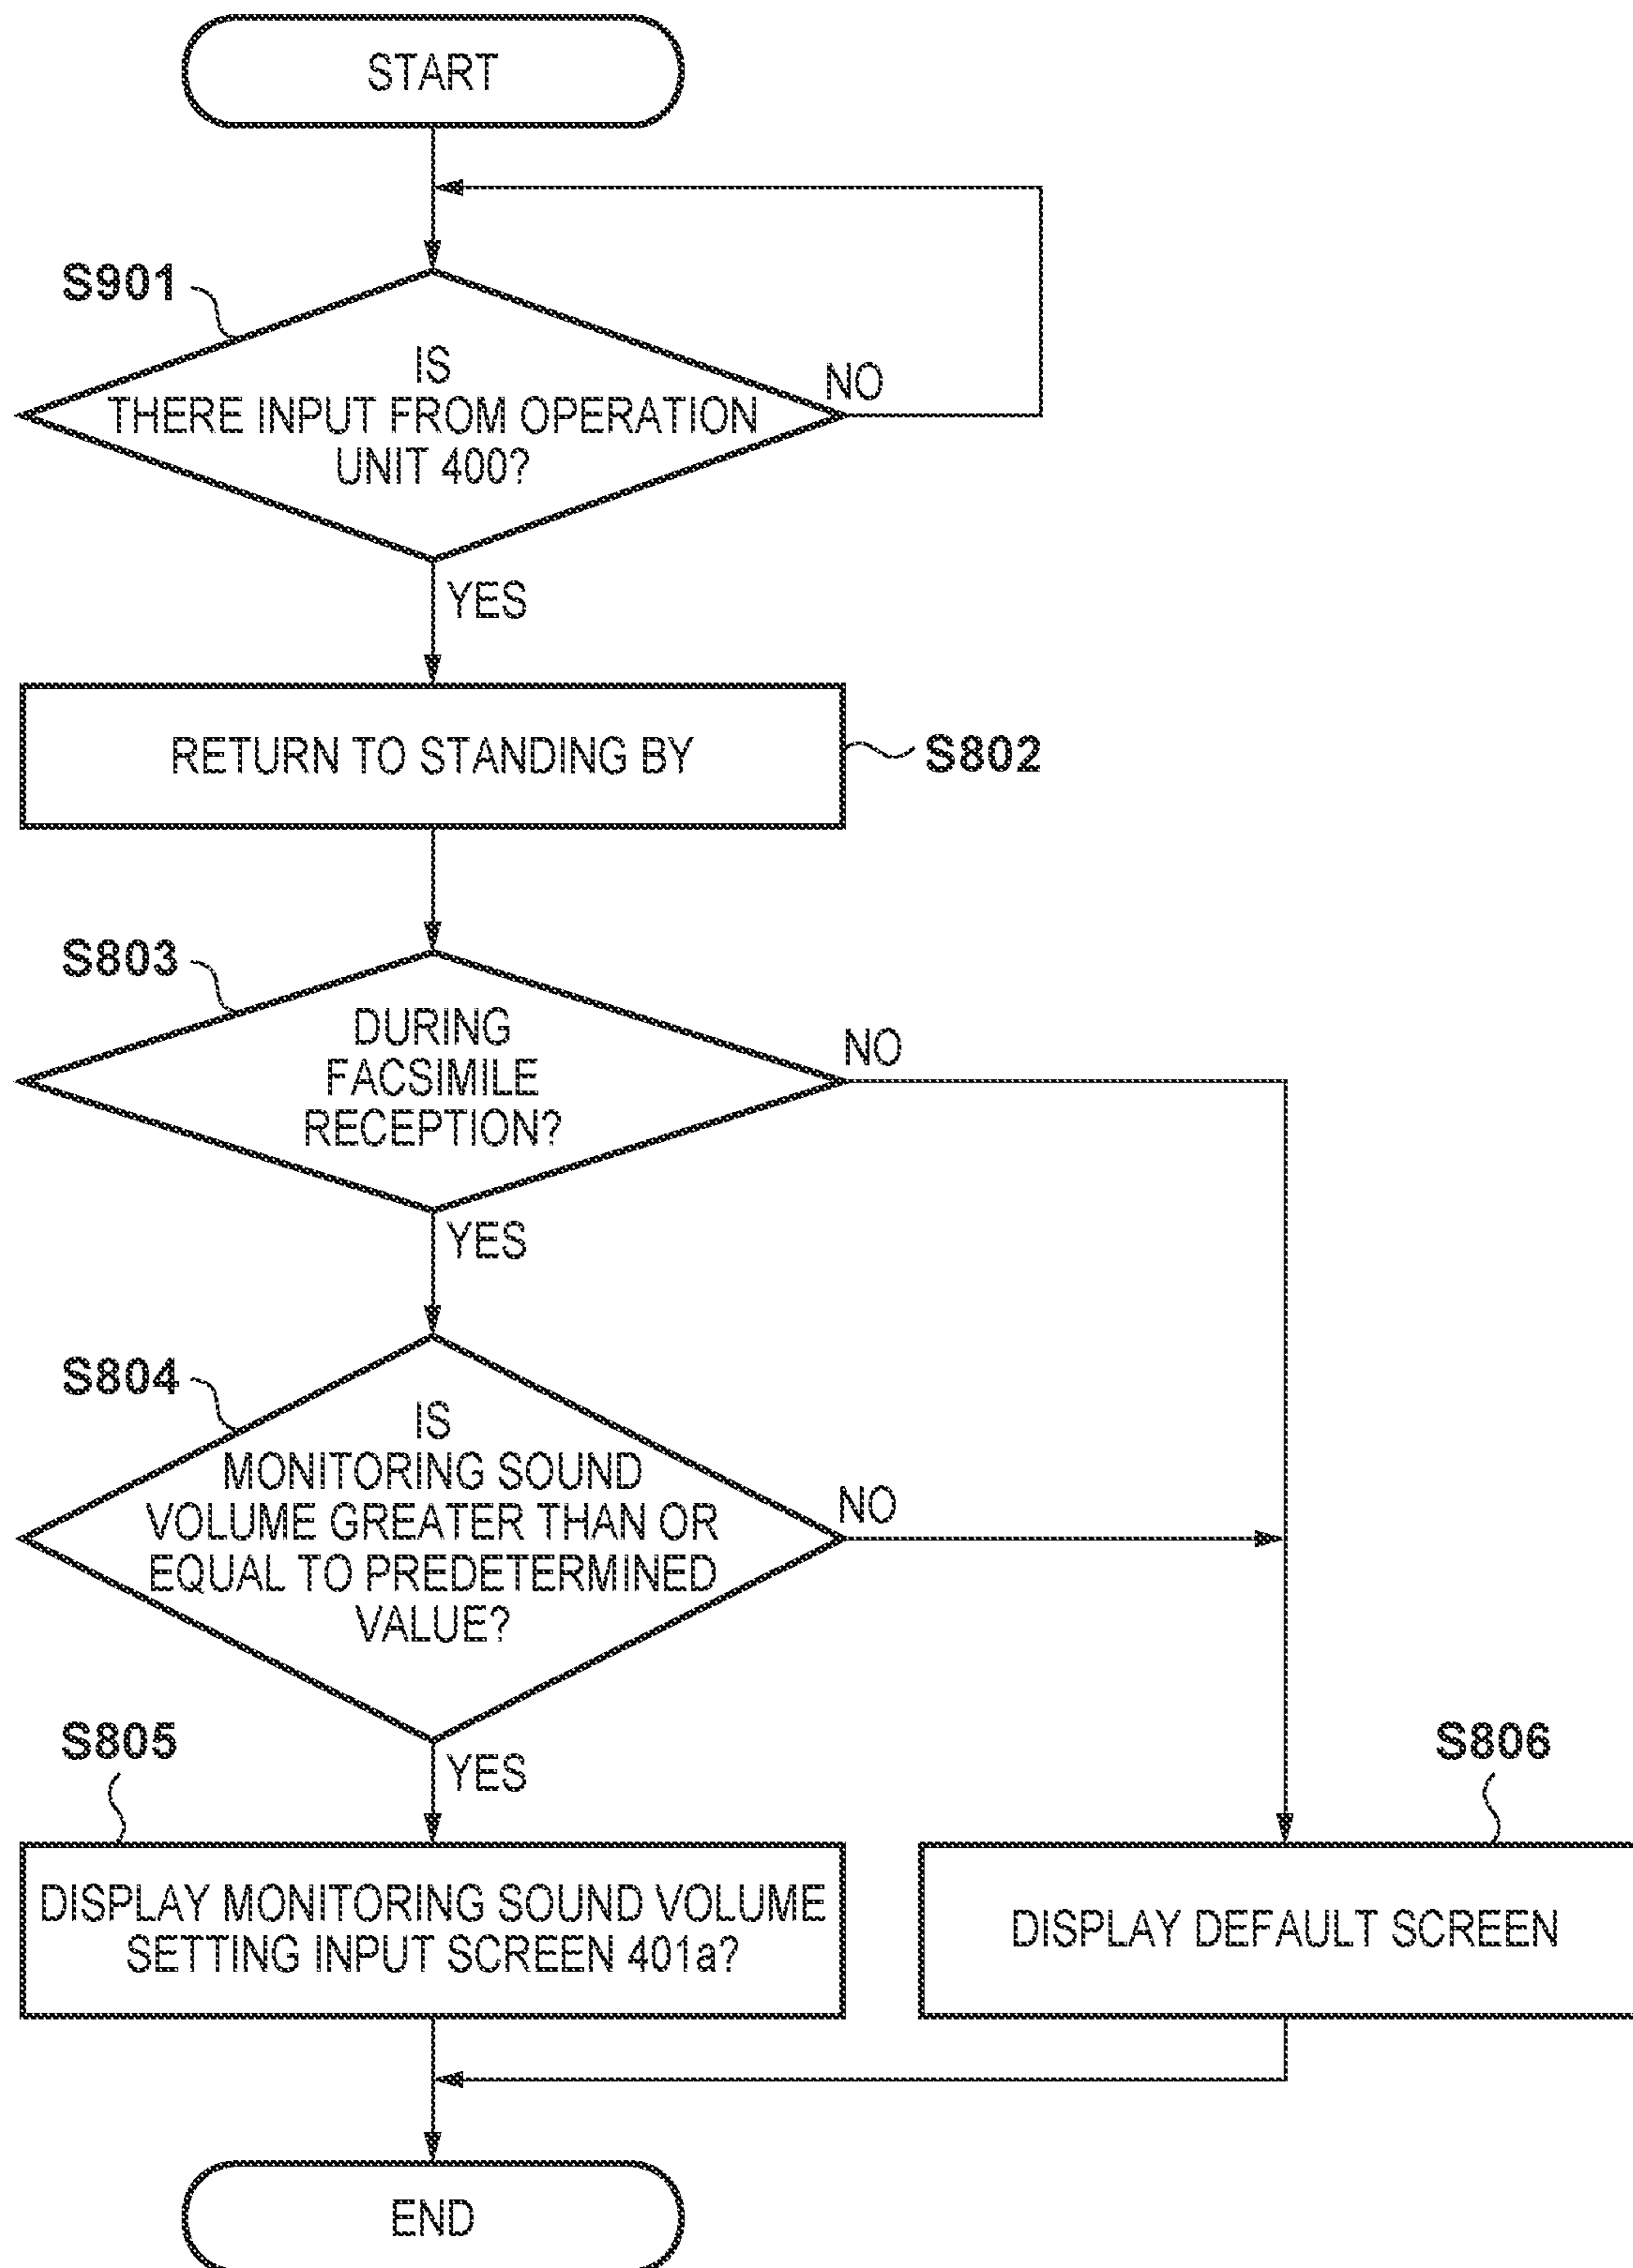 START
S901
IS
THERE INPUT FROM OPERATION
UNIT 400?
NO
YES
RETURN TO STANDING BY
S802
S803
DURING
FACSIMILE
RECEPTION?
NO
YES
S804
IS
MONITORING SOUND
VOLUME GREATER THAN OR
EQUAL TO PREDETERMINED
VALUE?
NO
YES
S805
DISPLAY MONITORING SOUND VOLUME
SETTING INPUT SCREEN 401a?
S806
DISPLAY DEFAULT SCREEN
END